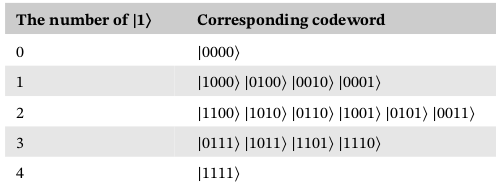 The number of |1⟩ Corresponding codeword
0 |0000⟩
1 |1000⟩ |0100⟩ |0010⟩ |0001⟩
2 |1100⟩ |1010⟩ |0110⟩ |1001⟩ |0101⟩ |0011⟩
3 |0111⟩ |1011⟩ |1101⟩ |1110⟩
4 |1111⟩